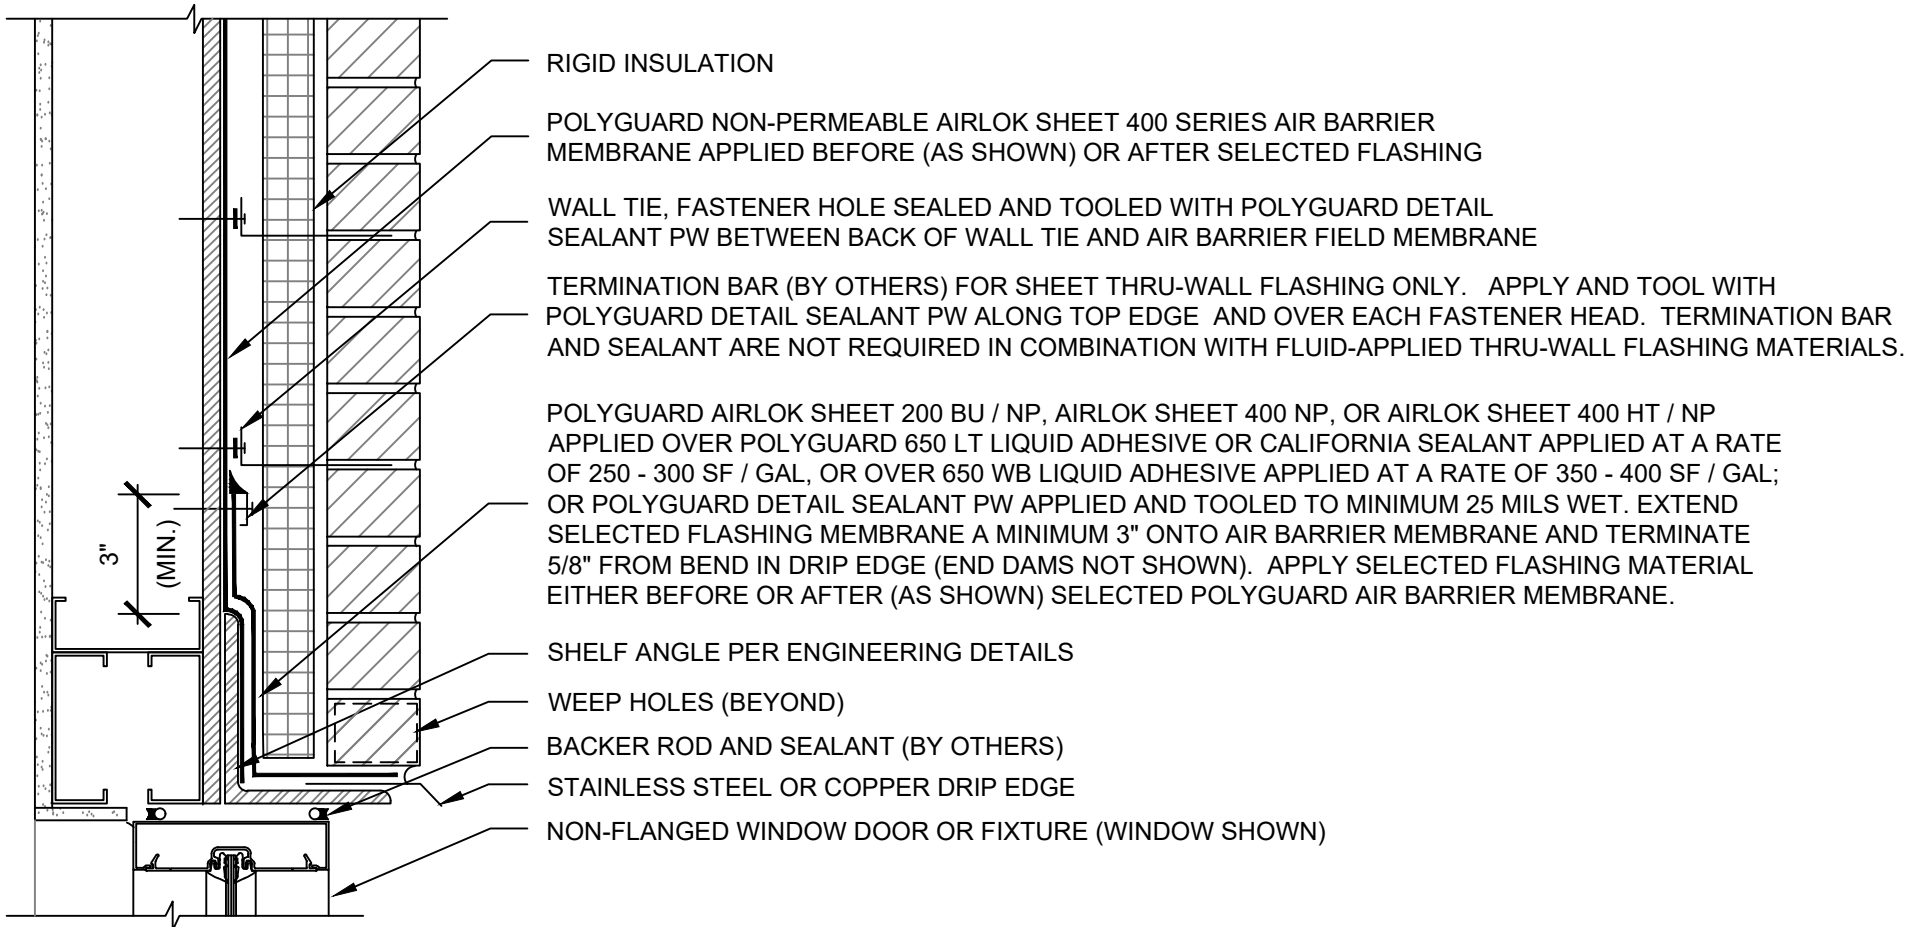 RIGID INSULATION
POLYGUARD NON-PERMEABLE AIRLOK SHEET 400 SERIES AIR BARRIER
MEMBRANE APPLIED BEFORE (AS SHOWN) OR AFTER SELECTED FLASHING
WALL TIE, FASTENER HOLE SEALED AND TOOLED WITH POLYGUARD DETAIL
SEALANT PW BETWEEN BACK OF WALL TIE AND AIR BARRIER FIELD MEMBRANE
TERMINATION BAR (BY OTHERS) FOR SHEET THRU-WALL FLASHING ONLY. APPLY AND TOOL WITH
POLYGUARD DETAIL SEALANT PW ALONG TOP EDGE AND OVER EACH FASTENER HEAD. TERMINATION BAR
AND SEALANT ARE NOT REQUIRED IN COMBINATION WITH FLUID-APPLIED THRU-WALL FLASHING MATERIALS.
POLYGUARD AIRLOK SHEET 200 BU / NP, AIRLOK SHEET 400 NP, OR AIRLOK SHEET 400 HT / NP
APPLIED OVER POLYGUARD 650 LT LIQUID ADHESIVE OR CALIFORNIA SEALANT APPLIED AT A RATE
OF 250 - 300 SF / GAL, OR OVER 650 WB LIQUID ADHESIVE APPLIED AT A RATE OF 350 - 400 SF / GAL;
OR POLYGUARD DETAIL SEALANT PW APPLIED AND TOOLED TO MINIMUM 25 MILS WET. EXTEND
SELECTED FLASHING MEMBRANE A MINIMUM 3" ONTO AIR BARRIER MEMBRANE AND TERMINATE
5/8" FROM BEND IN DRIP EDGE (END DAMS NOT SHOWN). APPLY SELECTED FLASHING MATERIAL
EITHER BEFORE OR AFTER (AS SHOWN) SELECTED POLYGUARD AIR BARRIER MEMBRANE.
3"
(MIN.)
SHELF ANGLE PER ENGINEERING DETAILS
WEEP HOLES (BEYOND)
BACKER ROD AND SEALANT (BY OTHERS)
STAINLESS STEEL OR COPPER DRIP EDGE
NON-FLANGED WINDOW DOOR OR FIXTURE (WINDOW SHOWN)